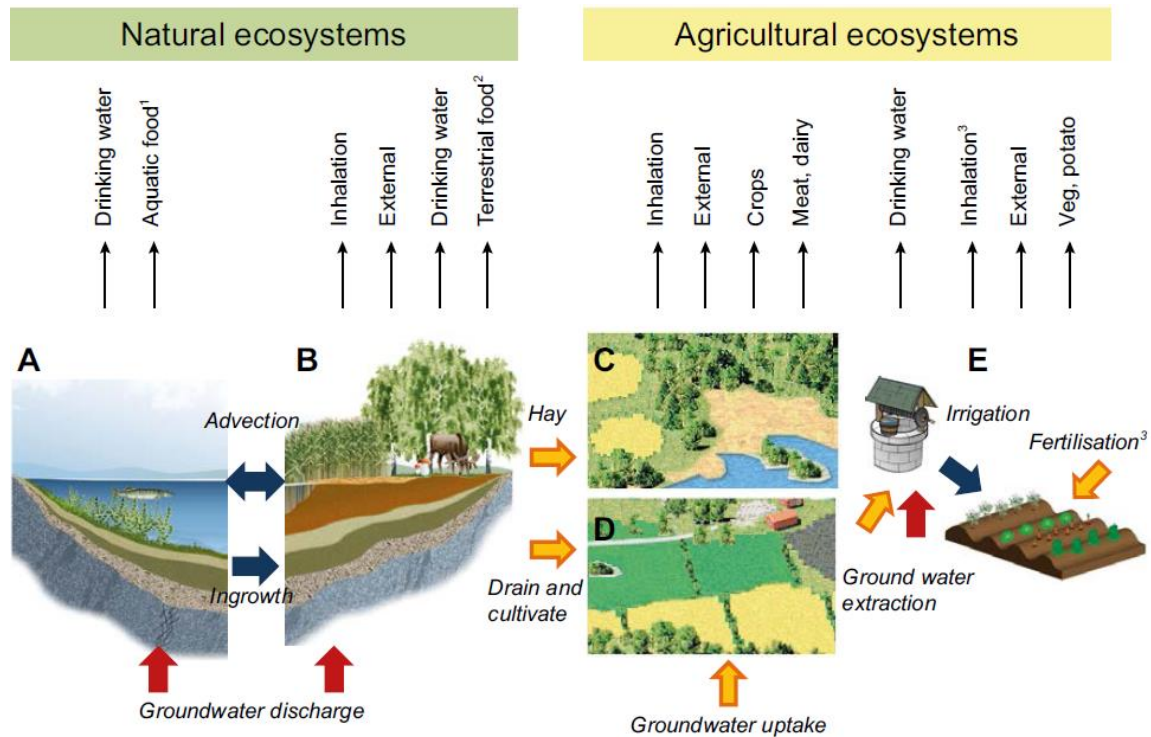 Natural ecosystems
Agricultural ecosystems
Drinking water
Aquatic food¹
Inhalation
External
Drinking water
Terrestrial food²
Inhalation
External
Crops
Meat, dairy
Drinking water
Inhalation³
External
Veg, potato
A
B
C
E
Advection
Hay
Irrigation
Fertilisation³
D
Ingrowth
Drain and
cultivate
Ground water
extraction
Groundwater discharge
Groundwater uptake